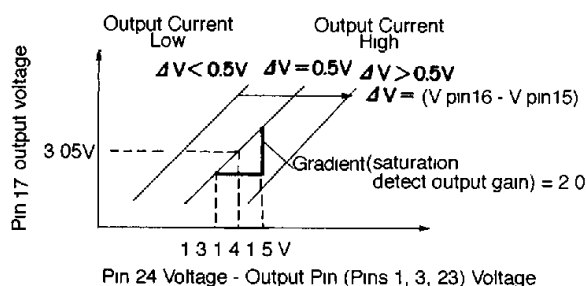 Output Current
Low
Output Current
High
ΔV<0.5V ΔV=0.5V ΔV>0.5V
ΔV= (V pin16 - V pin15)
Pin 17 output voltage
3 05V
Gradient(saturation
detect output gain) = 2 0
1 3 1 4 1 5 V
Pin 24 Voltage - Output Pin (Pins 1, 3, 23) Voltage